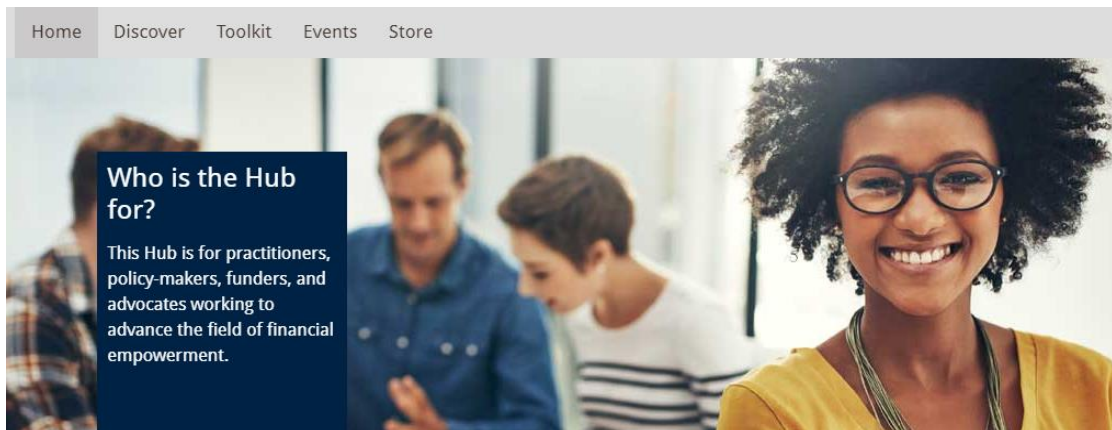 Home Discover Toolkit Events Store
Who is the Hub
for?
This Hub is for practitioners,
policy-makers, funders, and
advocates working to
advance the field of financial
empowerment.